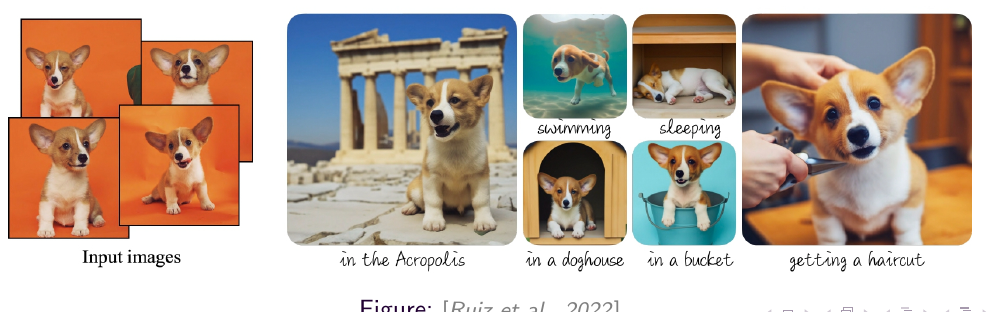 swimming
sleeping
Input images
in the Acropolis
in a doghouse
in a bucket
getting a haircut
Figure: [Ruiz et al., 2022]